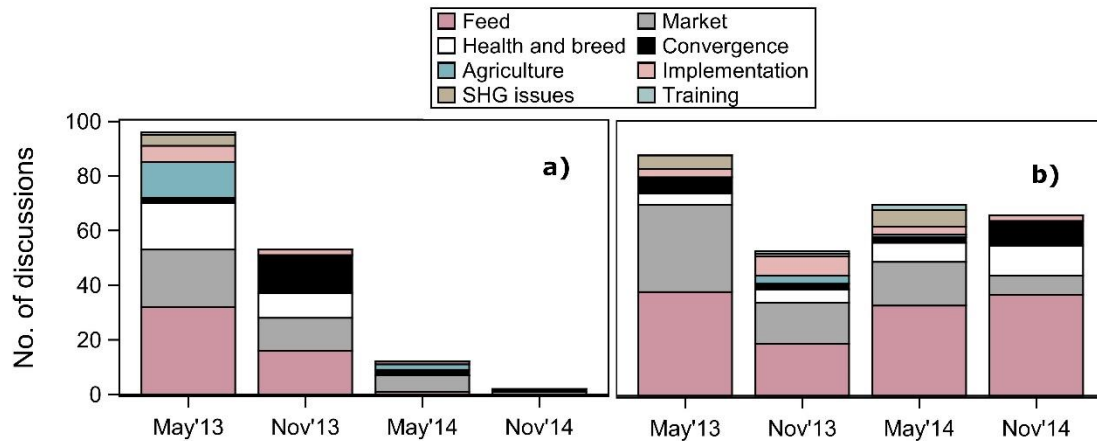 Feed
Market
Health and breed
Convergence
Agriculture
Implementation
SHG issues
Training
No. of discussions
100
80
60
40
20
0
a)
b)
May'13
Nov'13
May'14
Nov'14
May'13
Nov'13
May'14
Nov'14